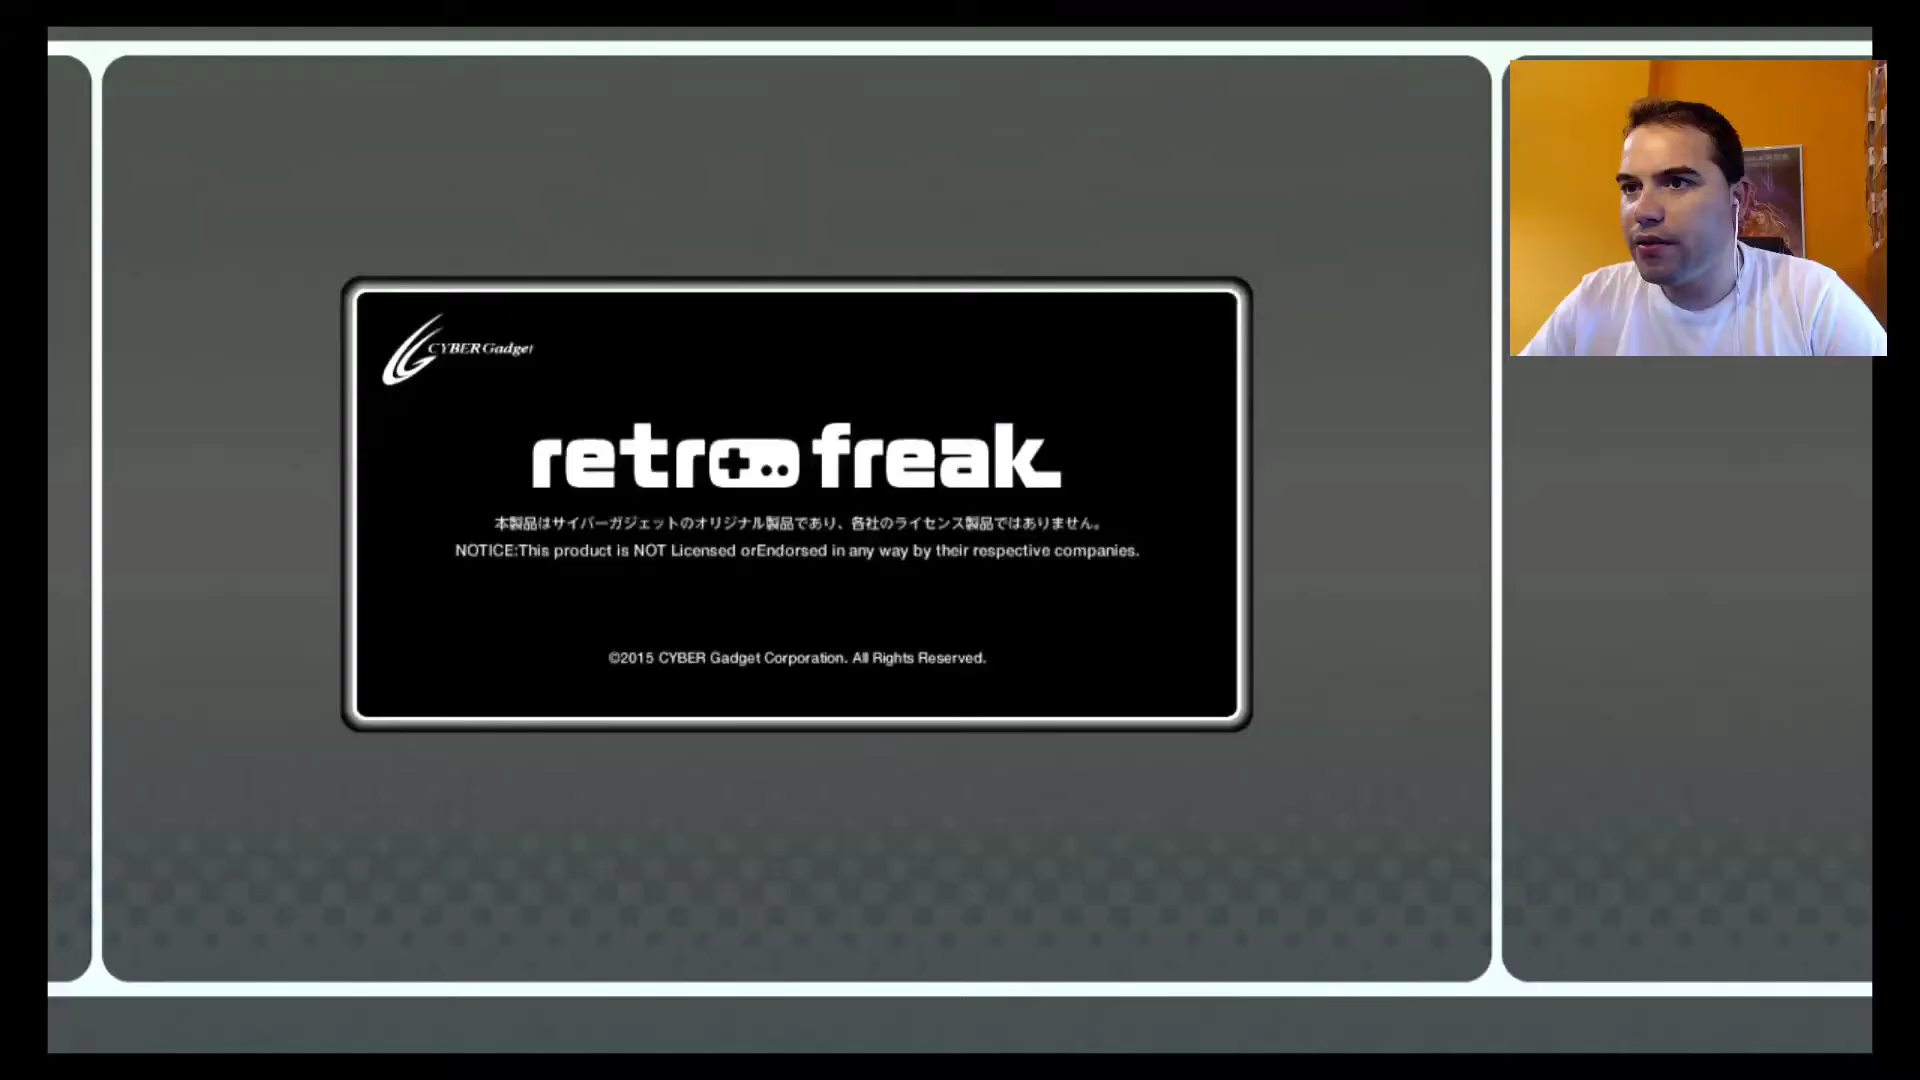 CYBER Gadget
retro freak
本製品はサイバーガジェットのオリジナル製品であり、各社のライセンス製品ではありません。
NOTICE:This product is NOT Licensed orEndorsed in any way by their respective companies.
©2015 CYBER Gadget Corporation. All Rights Reserved.